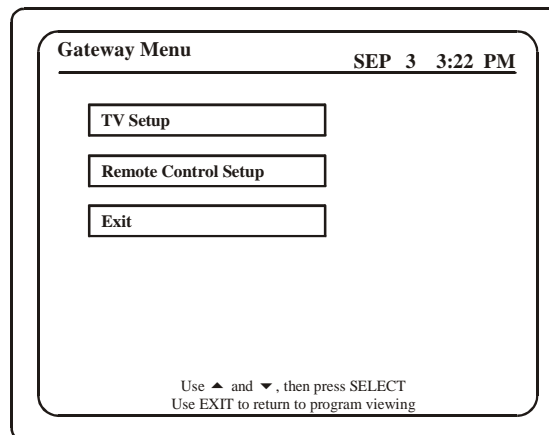 Gateway Menu
SEP 3 3:22 PM
TV Setup
Remote Control Setup
Exit
Use ▲ and ▼, then press SELECT
Use EXIT to return to program viewing